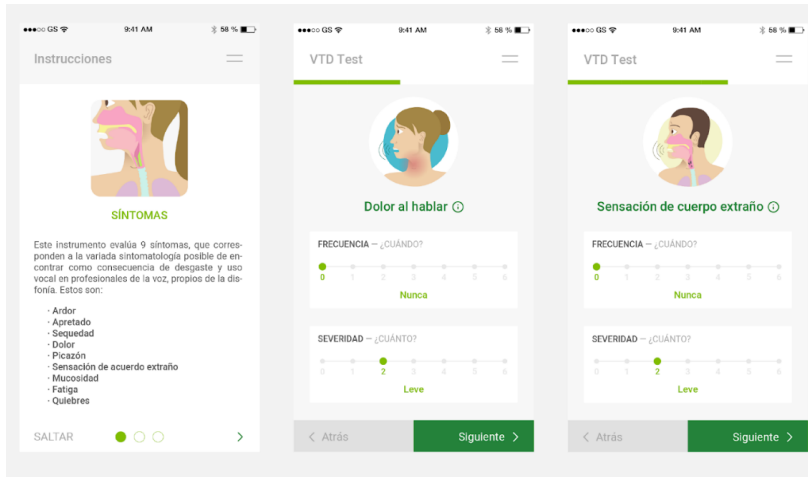 ●●●○○ GS 9:41 AM 58 %
Instrucciones
SÍNTOMAS
Este instrumento evalúa 9 síntomas, que corres-
ponden a la variada sintomatología posible de en-
contrar como consecuencia de desgaste y uso
vocal en profesionales de la voz, propios de la dis-
fonía. Estos son:
· Ardor
· Apretado
· Sequedad
· Dolor
· Picazón
· Sensación de acuerdo extraño
· Mucosidad
· Fatiga
· Quiebres
SALTAR
●●●○○ GS 9:41 AM 58 %
VTD Test
Dolor al hablar
FRECUENCIA – ¿CUÁNDO?
0 1 2 3 4 5 6
Nunca
SEVERIDAD – ¿CUÁNTO?
0 1 2 3 4 5 6
Leve
< Atrás Siguiente >
●●●○○ GS 9:41 AM 58 %
VTD Test
Sensación de cuerpo extraño
FRECUENCIA – ¿CUÁNDO?
0 1 2 3 4 5 6
Nunca
SEVERIDAD – ¿CUÁNTO?
0 1 2 3 4 5 6
Leve
< Atrás Siguiente >